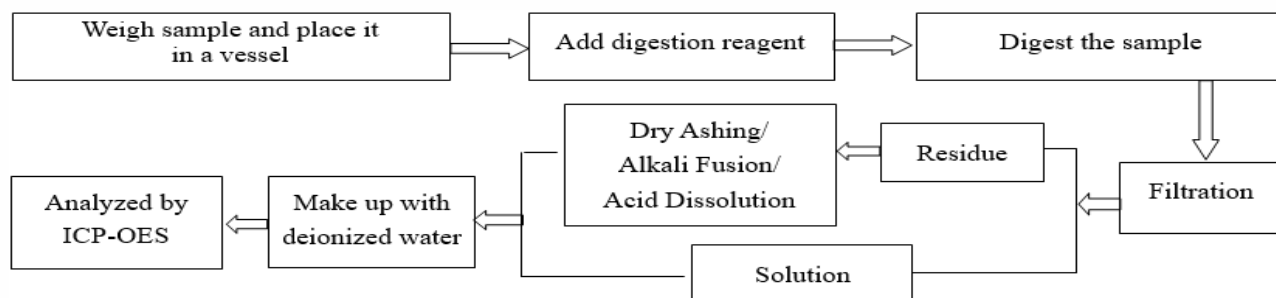 Weigh sample and place it
in a vessel
Add digestion reagent
Digest the sample
Dry Ashing/
Alkali Fusion/
Acid Dissolution
Residue
Filtration
Analyzed by
ICP-OES
Make up with
deionized water
Solution